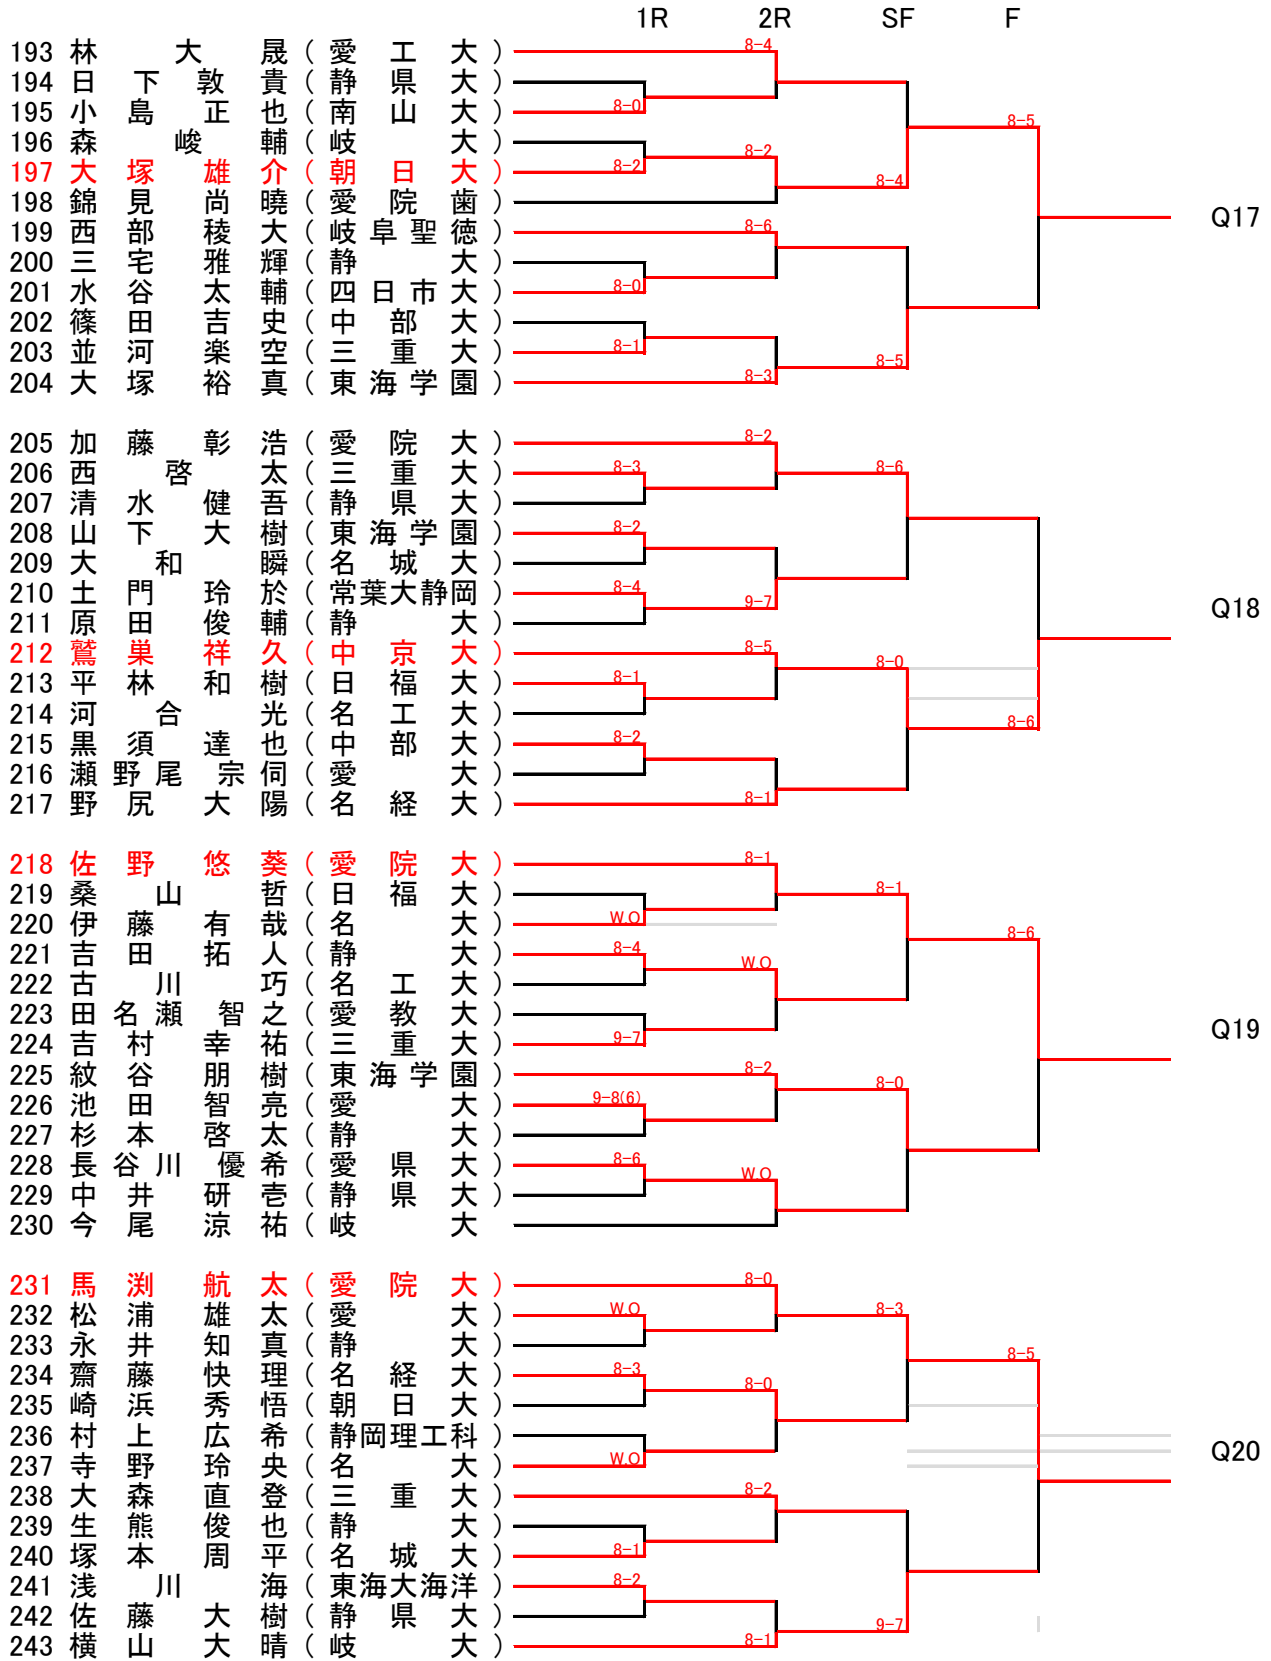 1R 2R SF F
193 林 大 晟 ( 愛 工 大 ) 8-4
194 日 下 敦 貴 ( 静 県 大 )
195 小 島 正 也 ( 南 山 大 ) 8-0 8-5
196 森 峻 輔 ( 岐 大 ) 8-2
197 大 塚 雄 介 ( 朝 日 大 ) 8-2 8-4
198 錦 見 尚 曉 ( 愛 院 歯 )
Q17
199 西 部 稜 大 ( 岐 阜 聖 徳 ) 8-6
200 三 宅 雅 輝 ( 静 大 )
201 水 谷 太 輔 ( 四 日 市 大 ) 8-0
202 篠 田 吉 史 ( 中 部 大 )
203 並 河 楽 空 ( 三 重 大 ) 8-1 8-5
204 大 塚 裕 真 ( 東 海 学 園 ) 8-3
205 加 藤 彰 浩 ( 愛 院 大 ) 8-2
206 西 啓 太 ( 三 重 大 ) 8-3 8-6
207 清 水 健 吾 ( 静 県 大 )
208 山 下 大 樹 ( 東 海 学 園 ) 8-2
209 大 和 瞬 ( 名 城 大 )
210 土 門 玲 於 ( 常葉大静岡 ) 8-4 9-7
Q18
211 原 田 俊 輔 ( 静 大 )
212 鷲 巣 祥 久 ( 中 京 大 ) 8-5 8-0
213 平 林 和 樹 ( 日 福 大 ) 8-1
214 河 合 光 ( 名 工 大 ) 8-6
215 黒 須 達 也 ( 中 部 大 ) 8-2
216 瀬 野 尾 宗 伺 ( 愛 大 )
217 野 尻 大 陽 ( 名 経 大 ) 8-1
218 佐 野 悠 葵 ( 愛 院 大 ) 8-1
219 桑 山 哲 ( 日 福 大 ) 8-1
220 伊 藤 有 哉 ( 名 大 ) W.O 8-6
221 吉 田 拓 人 ( 静 大 ) 8-4 W.O
222 古 川 巧 ( 名 工 大 )
223 田 名 瀬 智 之 ( 愛 教 大 )
Q19
224 吉 村 幸 祐 ( 三 重 大 ) 9-7
225 紋 谷 朋 樹 ( 東 海 学 園 ) 8-2 8-0
226 池 田 智 亮 ( 愛 大 ) 9-8(6)
227 杉 本 啓 太 ( 静 大 )
228 長 谷 川 優 希 ( 愛 県 大 ) 8-6 W.O
229 中 井 研 壱 ( 静 県 大 )
230 今 尾 涼 祐 ( 岐 大
231 馬 渕 航 太 ( 愛 院 大 ) 8-0
232 松 浦 雄 太 ( 愛 大 ) W.O 8-3
233 永 井 知 真 ( 静 大 ) 8-5
234 齋 藤 快 理 ( 名 経 大 ) 8-3 8-0
235 崎 浜 秀 悟 ( 朝 日 大 )
236 村 上 広 希 ( 静岡理工科 )
Q20
237 寺 野 玲 央 ( 名 大 ) W.O
238 大 森 直 登 ( 三 重 大 ) 8-2
239 生 熊 俊 也 ( 静 大 )
240 塚 本 周 平 ( 名 城 大 ) 8-1
241 浅 川 海 ( 東海大海洋 ) 8-2
242 佐 藤 大 樹 ( 静 県 大 ) 9-7
243 横 山 大 晴 ( 岐 大 ) 8-1